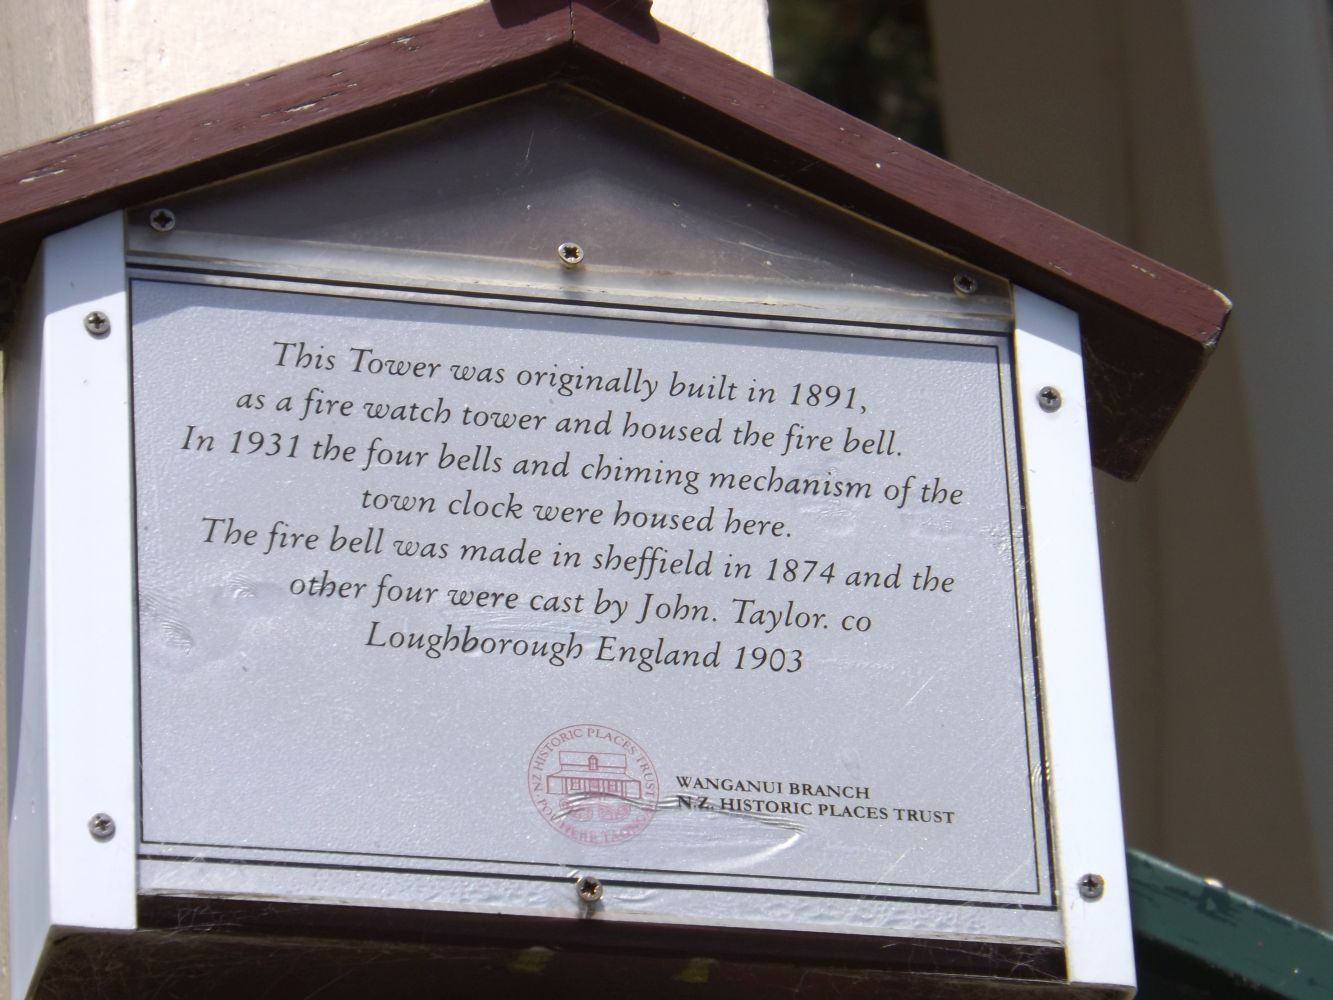 This Tower was originally built in 1891,
as a fire watch tower and housed the fire bell.
In 1931 the four bells and chiming mechanism of the
town clock were housed here.
The fire bell was made in sheffield in 1874 and the
other four were cast by John. Taylor. co
Loughborough England 1903
NZ HISTORIC PLACES TRUST
WANGANUI BRANCH
N.Z. HISTORIC PLACES TRUST